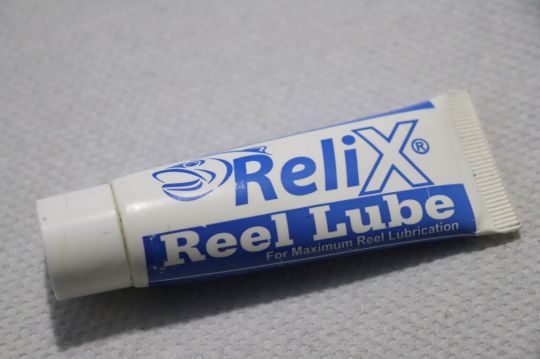 ReliX®
Reel Lube
For Maximum Reel Lubrication